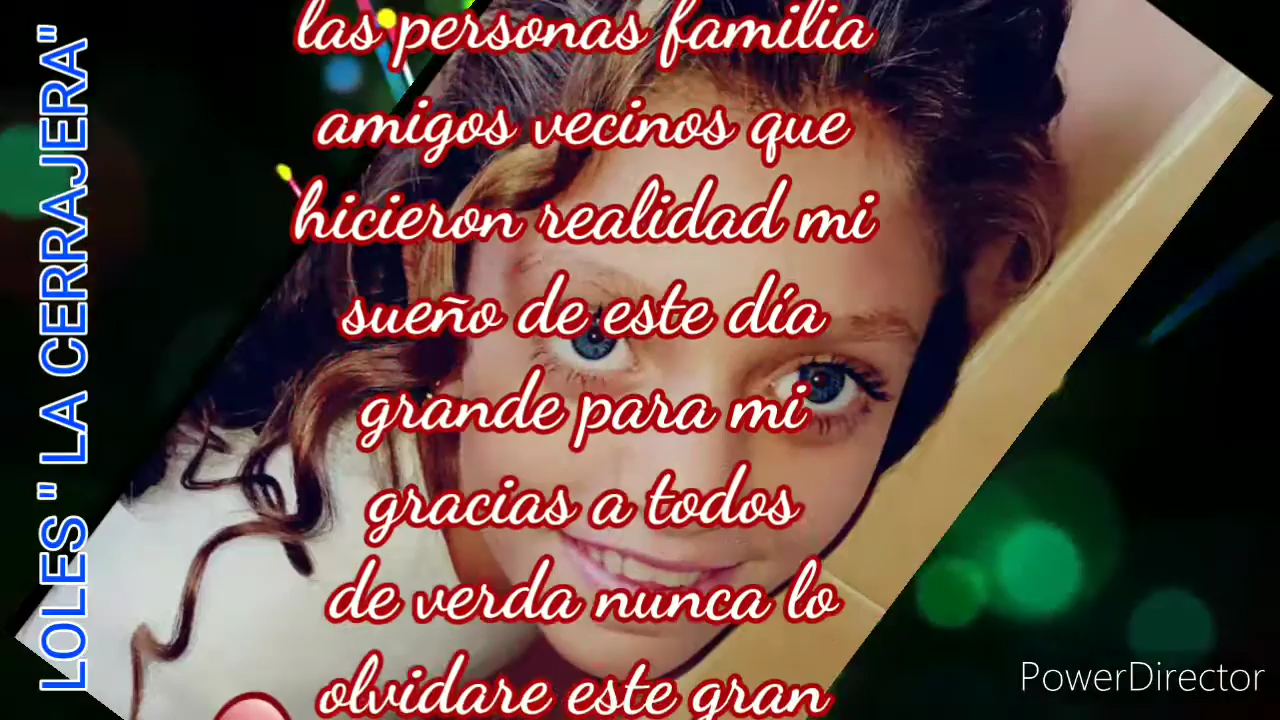 las personas familia
amigos vecinos que
hicieron realidad mi
sueño de este día
grande para mi
gracias a todos
de verda nunca lo
olvidare este gran
LOLES " LA CERRAJERA"
PowerDirector